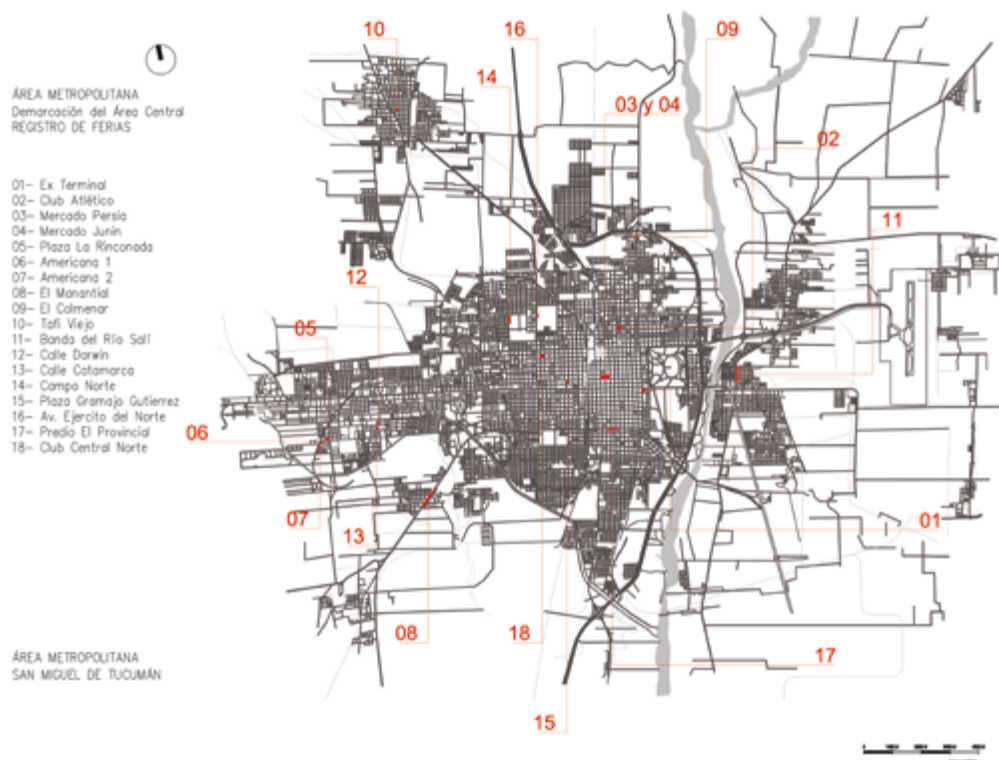 ÁREA METROPOLITANA
Demarcación del Área Central
REGISTRO DE FERIAS
01- Ex Terminal
02- Club Atlético
03- Mercado Persia
04- Mercado Junin
05- Plaza La Rinconada
06- Americana 1
07- Americana 2
08- El Manantial
09- El Colmenar
10- Tafi Viejo
11- Banda del Río Salí
12- Calle Darwin
13- Calle Catamarca
14- Campo Norte
15- Plaza Gramajo Gutierrez
16- Av. Ejercito del Norte
17- Predio El Provincial
18- Club Central Norte
ÁREA METROPOLITANA
SAN MIGUEL DE TUCUMÁN
10
16
09
14
03 y 04
02
11
12
05
06
07
13
01
08
18
17
15